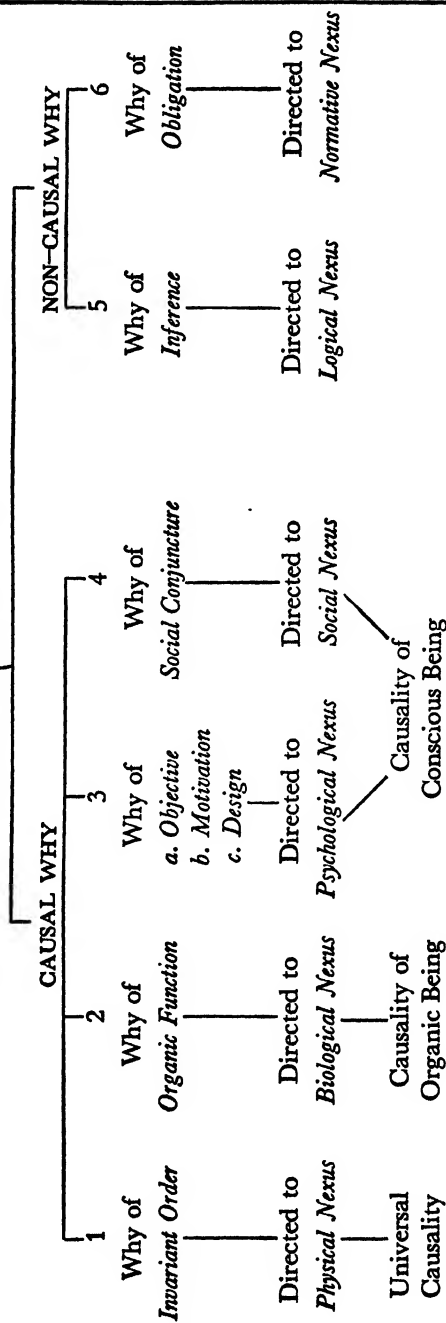 CAUSAL WHY
NON-CAUSAL WHY
1
Why of
Invariant Order
Directed to
Physical Nexus
Universal
Causality
2
Why of
Organic Function
Directed to
Biological Nexus
Causality of
Organic Being
3
Why of
a. Objective
b. Motivation
c. Design
Directed to
Psychological Nexus
4
Why of
Social Conjuncture
Directed to
Social Nexus
Causality of
Conscious Being
5
Why of
Inference
Directed to
Logical Nexus
6
Why of
Obligation
Directed to
Normative Nexus